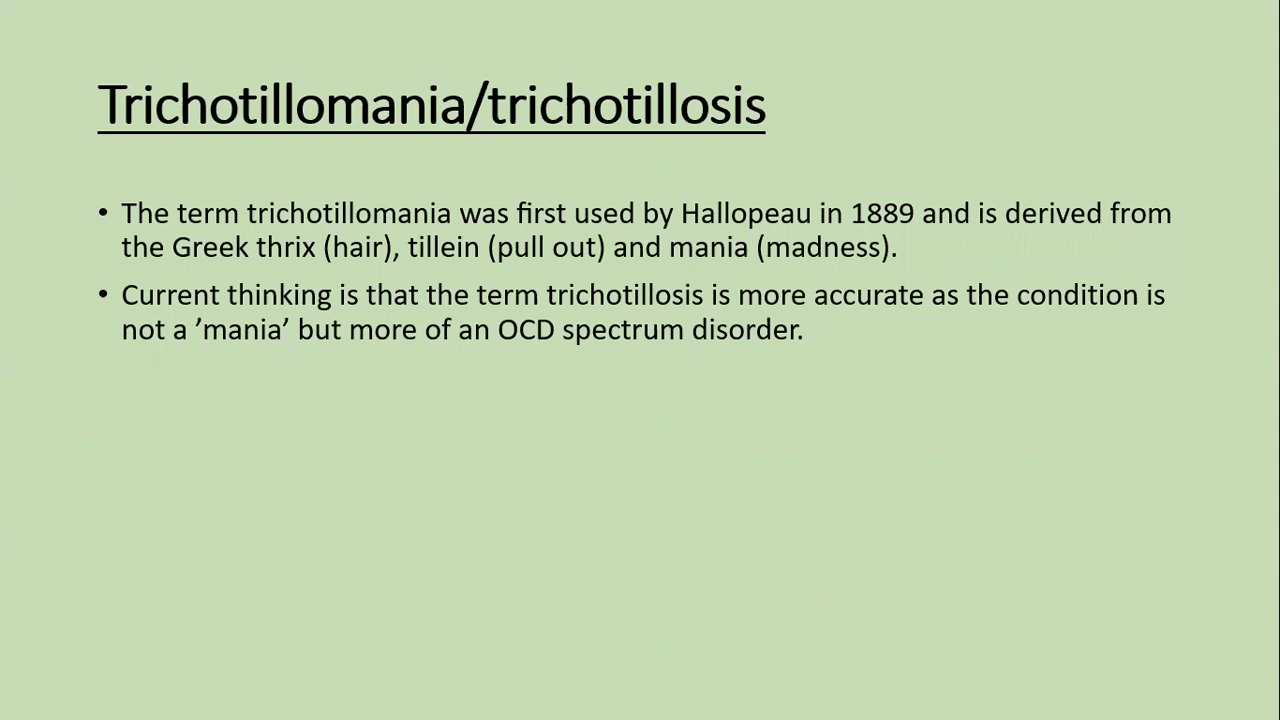 Trichotillomania/trichotillosis
• The term trichotillomania was first used by Hallopeau in 1889 and is derived from
the Greek thrix (hair), tillein (pull out) and mania (madness).
• Current thinking is that the term trichotillosis is more accurate as the condition is
not a ’mania’ but more of an OCD spectrum disorder.